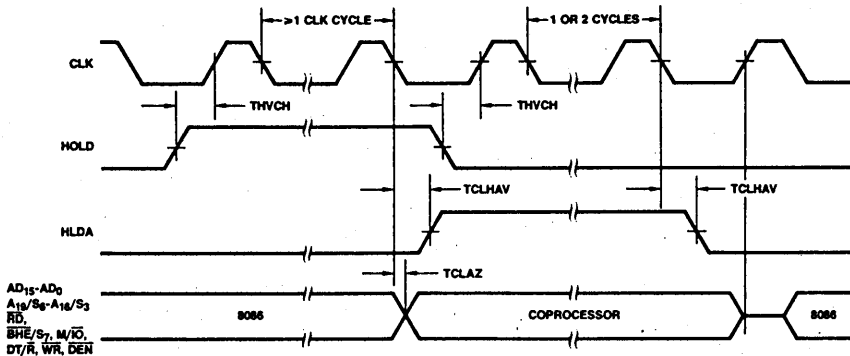 ≥1 CLK CYCLE
1 OR 2 CYCLES
CLK
THVCH
THVCH
HOLD
TCLHAV
TCLHAV
HLDA
TCLAZ
AD15-AD0
A19/S6-A16/S3
RD,
BHE/S7, M/IO,
DT/R, WR, DEN
8086
COPROCESSOR
8086